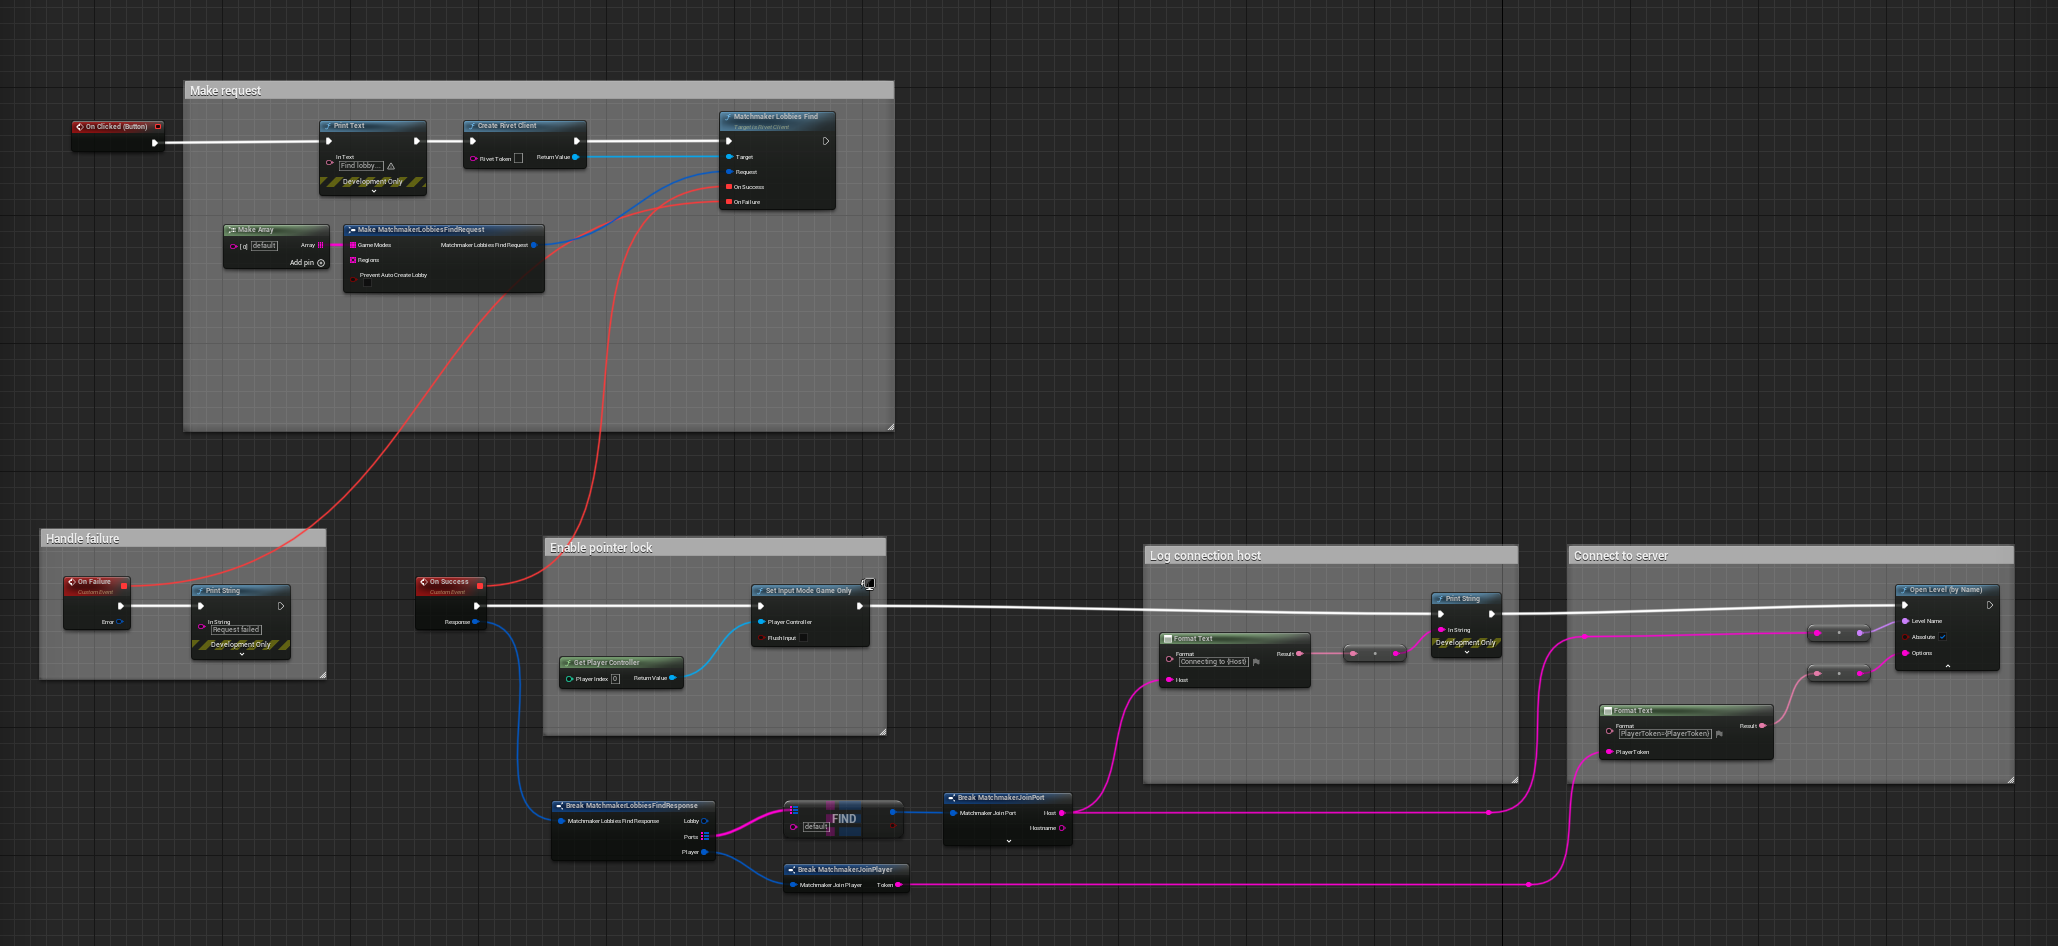 Make request
On Clicked (Button)
Print Text
In Text
Find lobby...
Development Only
Create Rivet Client
Rivet Token
Return Value
Matchmaker Lobbies Find
Target is Rivet Client
Target
Request
On Success
On Failure
Make Array
[0]
default
Array
Add pin
Make MatchmakerLobbiesFindRequest
Game Modes
Matchmaker Lobbies Find Request
Regions
Prevent Auto Create Lobby
Handle failure
On Failure
Custom Event
Error
Print String
In String
Request failed
Development Only
On Success
Custom Event
Response
Enable pointer lock
Set Input Mode Game Only
Player Controller
Flush Input
Get Player Controller
Player Index
0
Return Value
Log connection host
Format Text
Format
Connecting to {Host}
Result
Host
Print String
In String
Development Only
Connect to server
Open Level (by Name)
Level Name
Absolute
Options
Format Text
Format
PlayerToken={PlayerToken}
Result
PlayerToken
Break MatchmakerLobbiesFindResponse
Matchmaker Lobbies Find Response
Lobby
Ports
Player
FIND
default
Break MatchmakerJoinPort
Matchmaker Join Port
Host
Hostname
Break MatchmakerJoinPlayer
Matchmaker Join Player
Token